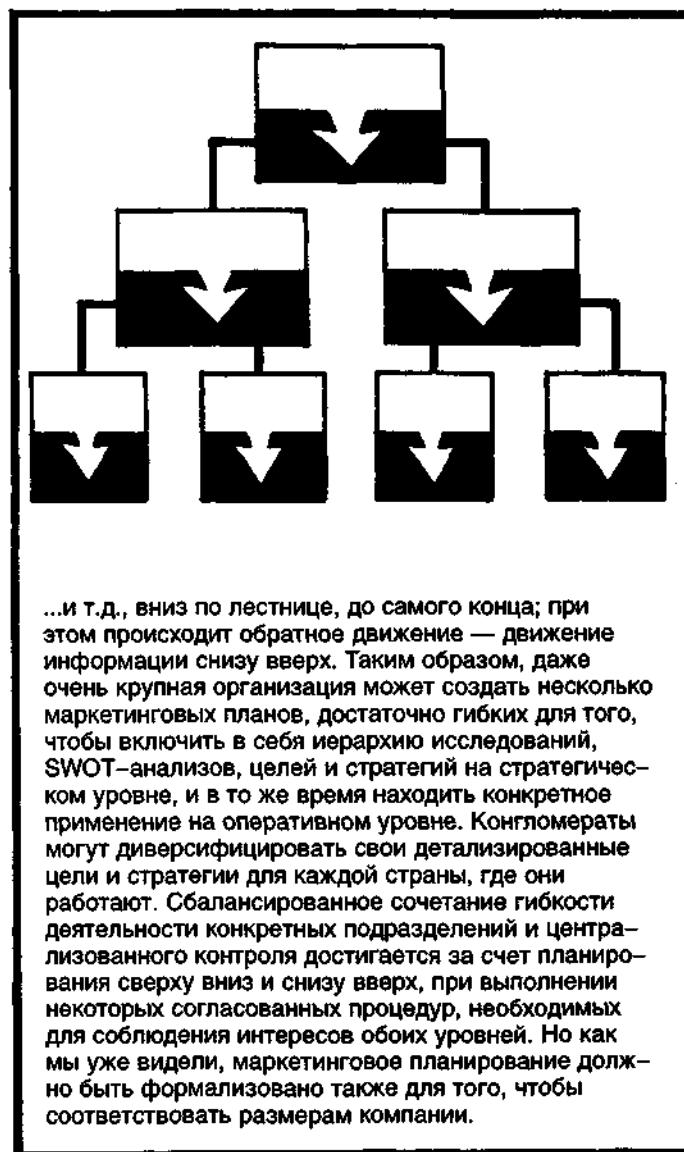 ...и т.д., вниз по лестнице, до самого конца; при
этом происходит обратное движение — движение
информации снизу вверх. Таким образом, даже
очень крупная организация может создать несколько
маркетинговых планов, достаточно гибких для того,
чтобы включить в себя иерархию исследований,
SWOT–анализов, целей и стратегий на стратегичес–
ком уровне, и в то же время находить конкретное
применение на оперативном уровне. Конгломераты
могут диверсифицировать свои детализированные
цели и стратегии для каждой страны, где они
работают. Сбалансированное сочетание гибкости
деятельности конкретных подразделений и центра–
лизованного контроля достигается за счет планиро–
вания сверху вниз и снизу вверх, при выполнении
некоторых согласованных процедур, необходимых
для соблюдения интересов обоих уровней. Но как
мы уже видели, маркетинговое планирование долж–
но быть формализовано также для того, чтобы
соответствовать размерам компании.